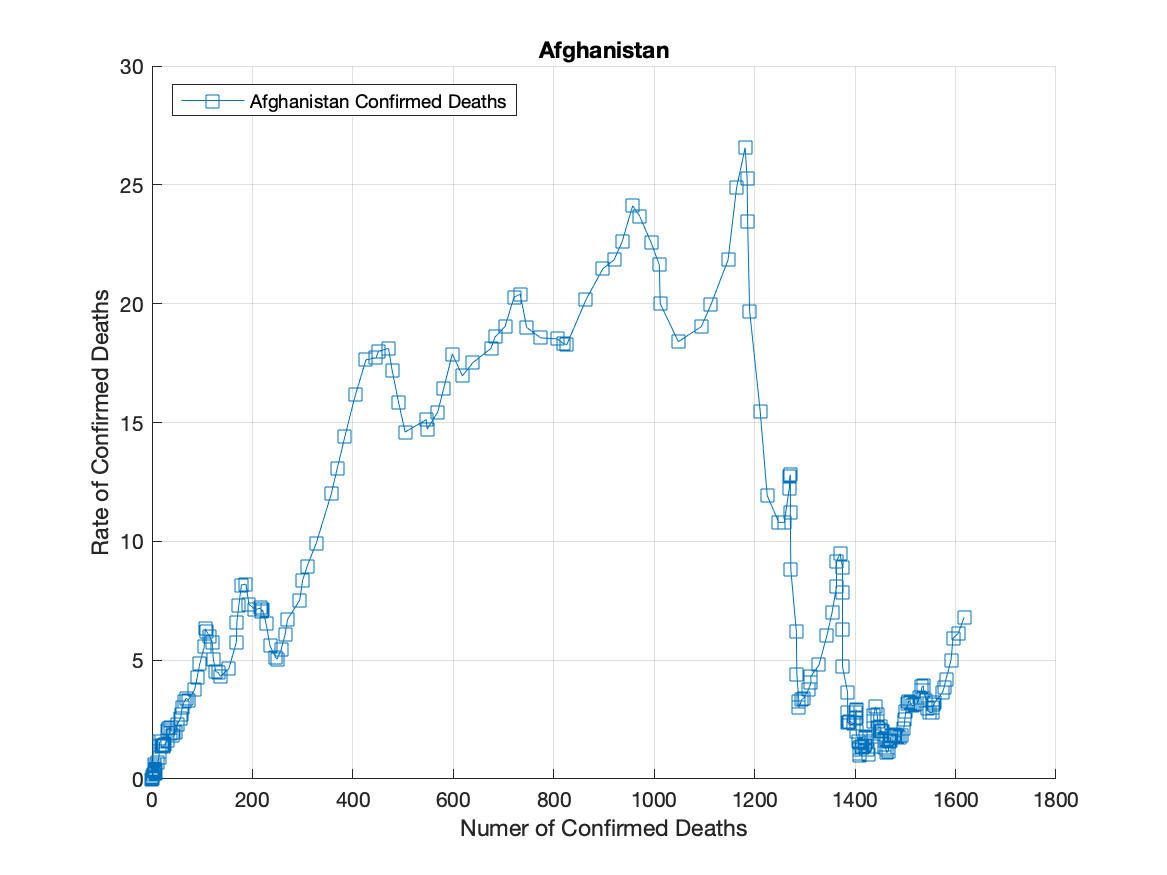 Afghanistan
Afghanistan Confirmed Deaths
30
25
20
15
10
5
0
Rate of Confirmed Deaths
0 200 400 600 800 1000 1200 1400 1600 1800
Numer of Confirmed Deaths